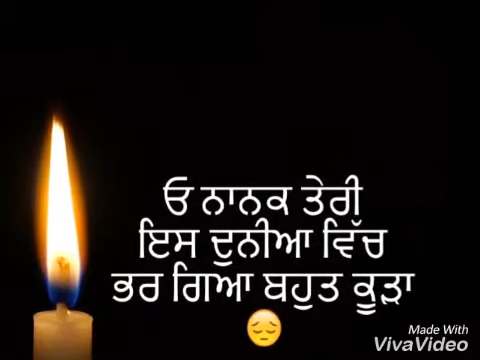 ਓ ਨਾਨਕ ਤੇਰੀ
ਇਸ ਦੁਨੀਆ ਵਿੱਚ
ਭਰ ਗਿਆ ਬਹੁਤ ਕੂੜਾ
😔
Made With
VivaVideo